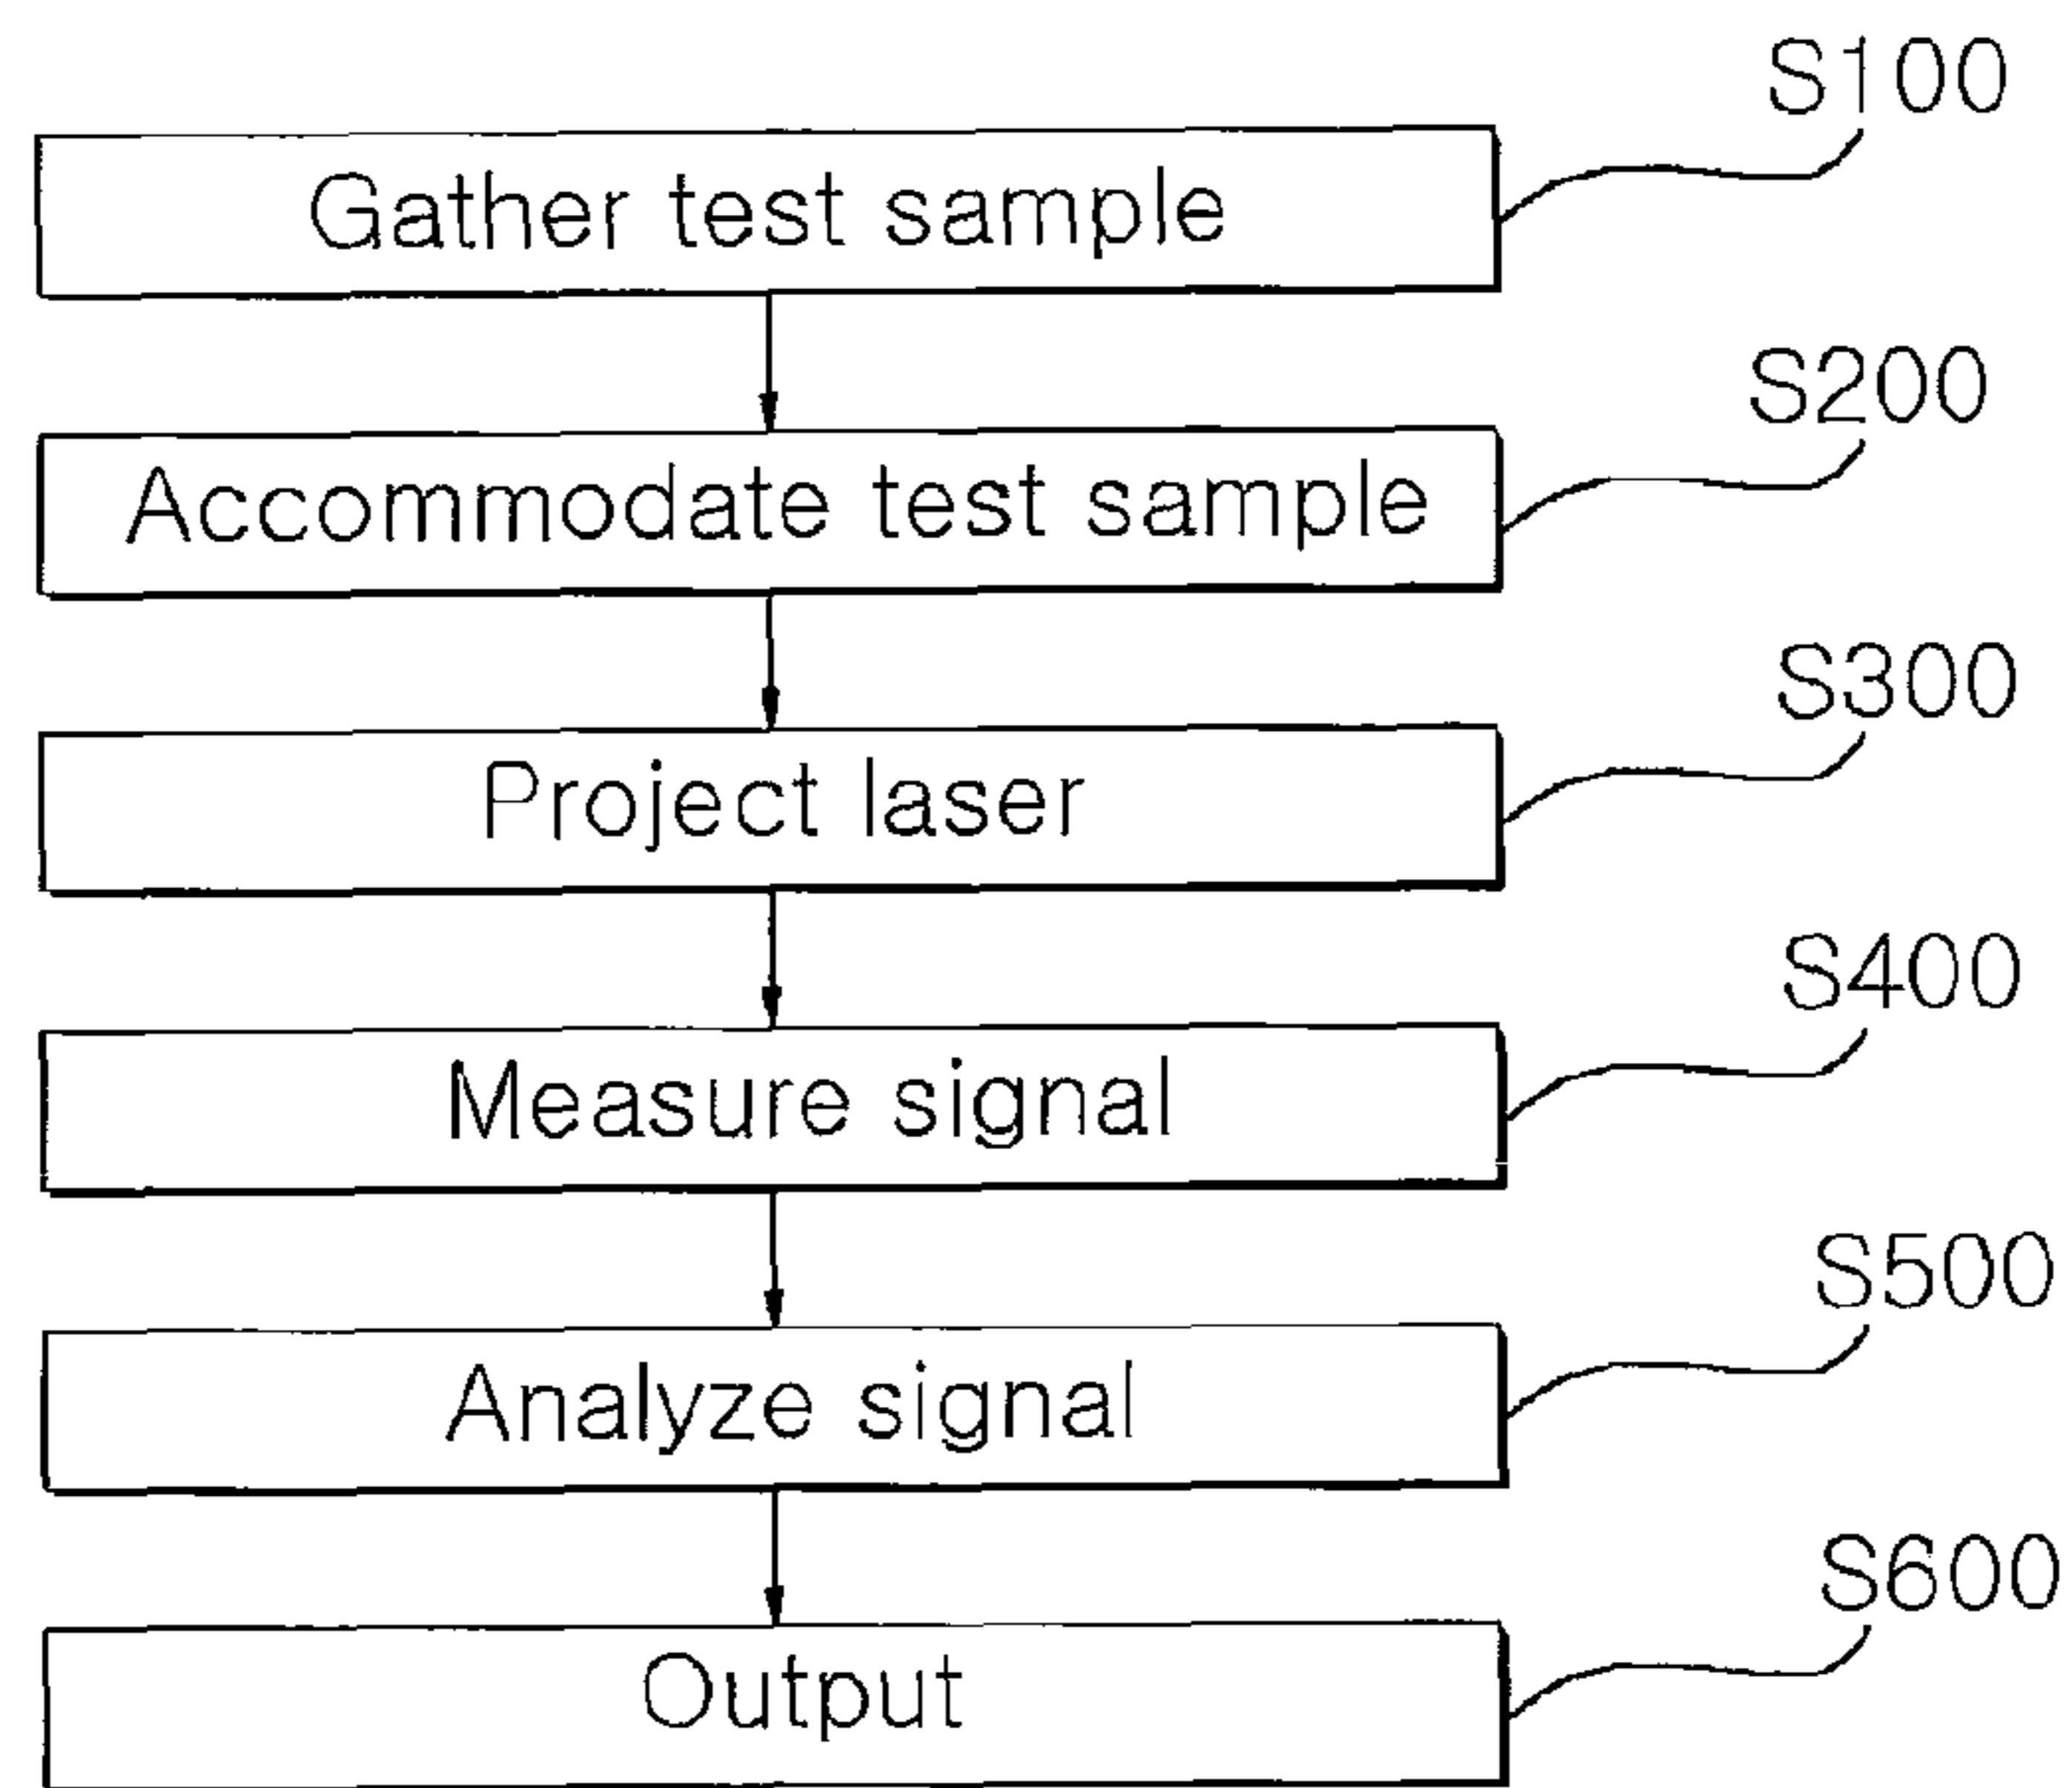 S100
Gather test sample
S200
Accommodate test sample
S300
Project laser
S400
Measure signal
S500
Analyze signal
S600
Output